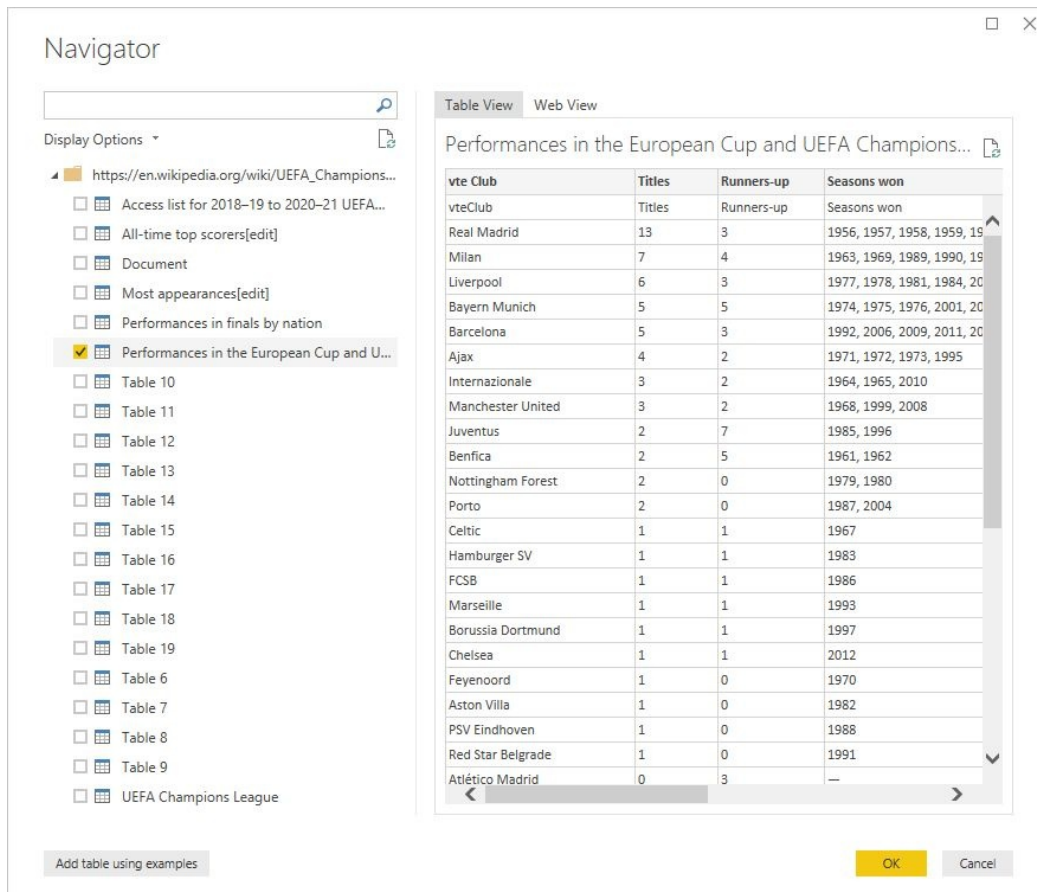 Navigator
Display Options
https://en.wikipedia.org/wiki/UEFA_Champions...
Access list for 2018–19 to 2020–21 UEFA...
All-time top scorers[edit]
Document
Most appearances[edit]
Performances in finals by nation
Performances in the European Cup and U...
Table 10
Table 11
Table 12
Table 13
Table 14
Table 15
Table 16
Table 17
Table 18
Table 19
Table 6
Table 7
Table 8
Table 9
UEFA Champions League
Add table using examples
Table View Web View
Performances in the European Cup and UEFA Champions...
vte Club Titles Runners-up Seasons won
vteClub Titles Runners-up Seasons won
Real Madrid 13 3 1956, 1957, 1958, 1959, 19
Milan 7 4 1963, 1969, 1989, 1990, 19
Liverpool 6 3 1977, 1978, 1981, 1984, 20
Bayern Munich 5 5 1974, 1975, 1976, 2001, 20
Barcelona 5 3 1992, 2006, 2009, 2011, 20
Ajax 4 2 1971, 1972, 1973, 1995
Internazionale 3 2 1964, 1965, 2010
Manchester United 3 2 1968, 1999, 2008
Juventus 2 7 1985, 1996
Benfica 2 5 1961, 1962
Nottingham Forest 2 0 1979, 1980
Porto 2 0 1987, 2004
Celtic 1 1 1967
Hamburger SV 1 1 1983
FCSB 1 1 1986
Marseille 1 1 1993
Borussia Dortmund 1 1 1997
Chelsea 1 1 2012
Feyenoord 1 0 1970
Aston Villa 1 0 1982
PSV Eindhoven 1 0 1988
Red Star Belgrade 1 0 1991
Atlético Madrid 0 3 —
OK Cancel